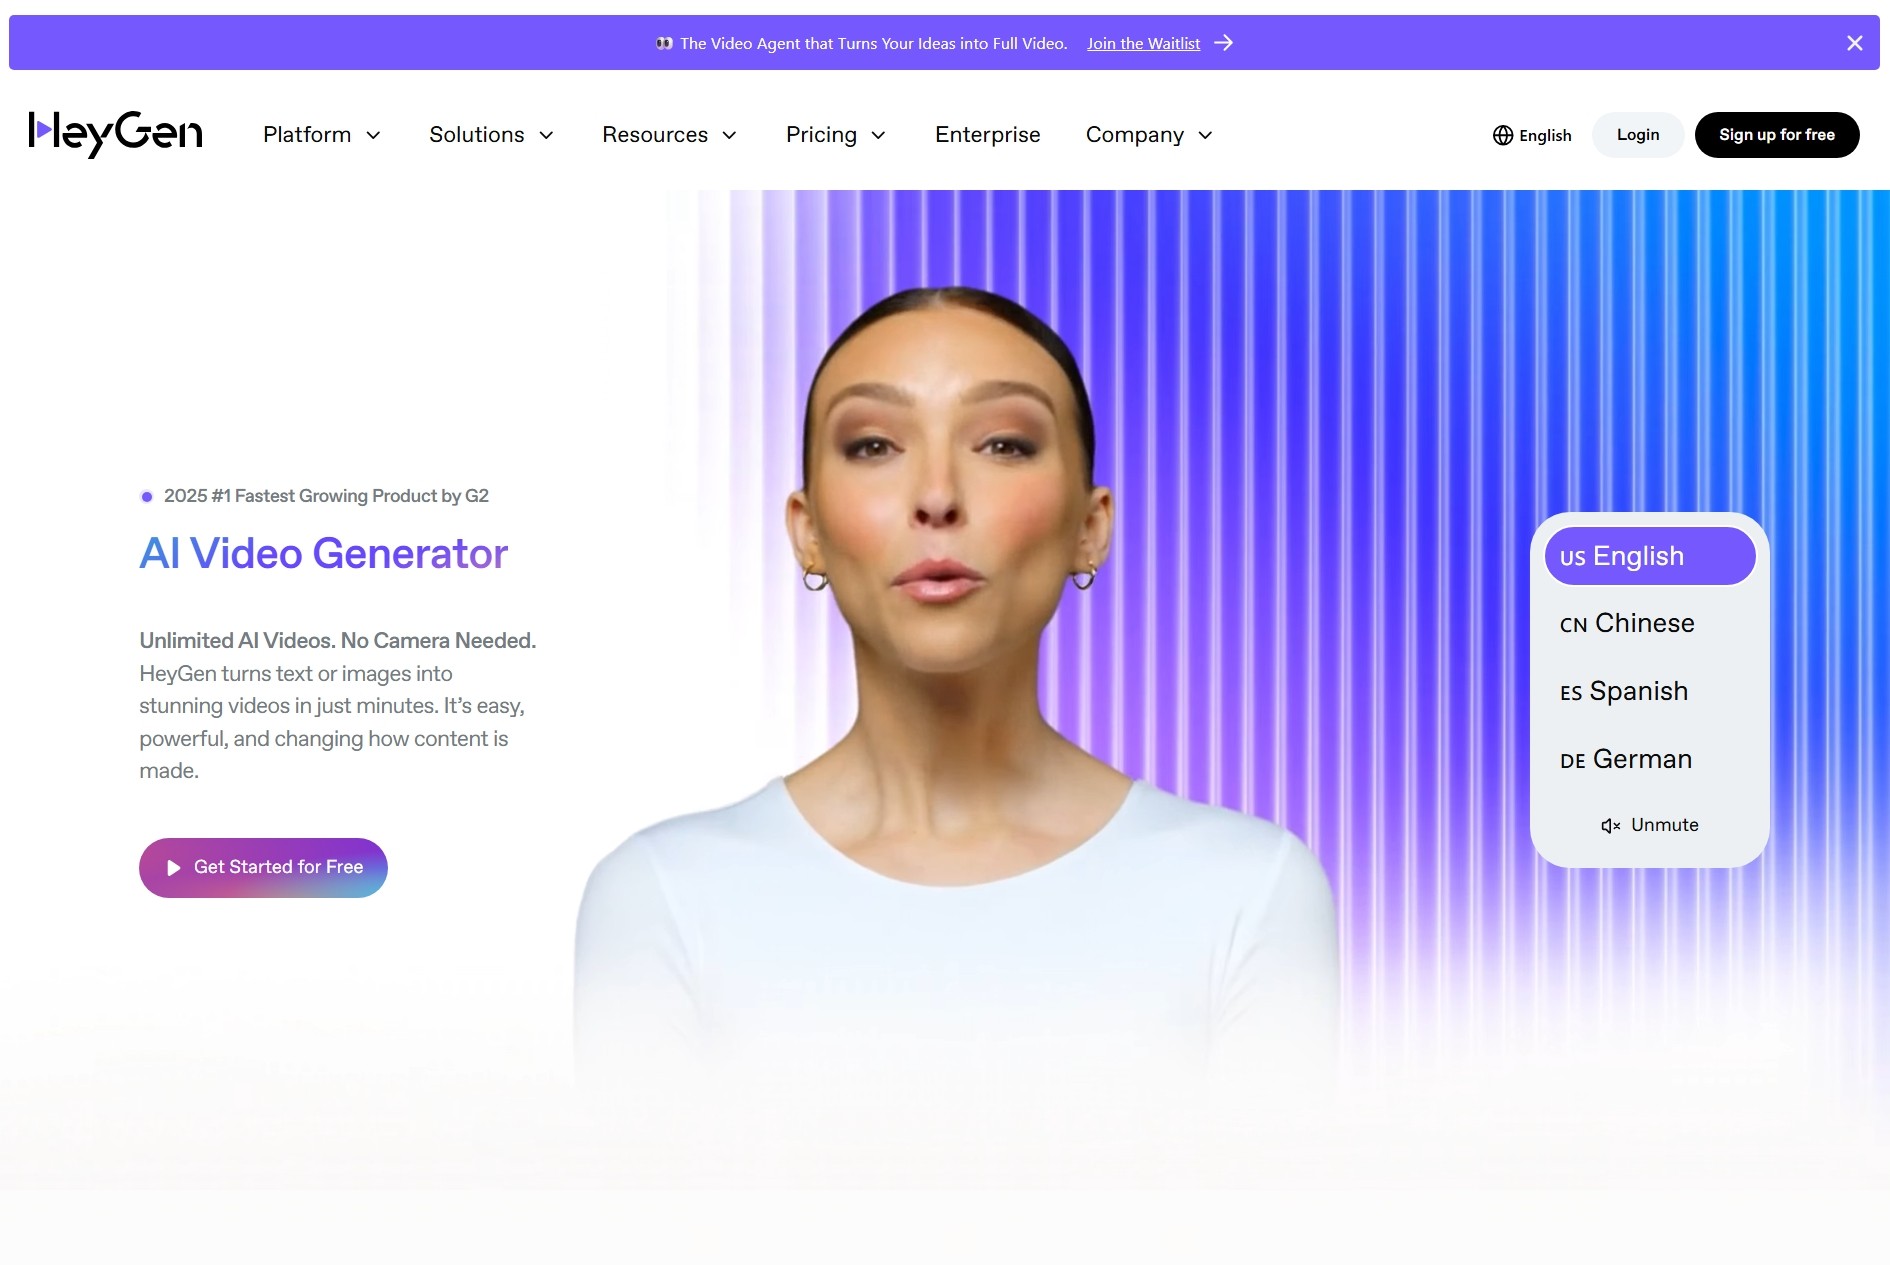 👀 The Video Agent that Turns Your Ideas into Full Video. Join the Waitlist →
HeyGen
Platform
Solutions
Resources
Pricing
Enterprise
Company
English
Login
Sign up for free
2025 #1 Fastest Growing Product by G2
AI Video Generator
Unlimited AI Videos. No Camera Needed.
HeyGen turns text or images into
stunning videos in just minutes. It’s easy,
powerful, and changing how content is
made.
Get Started for Free
US English
CN Chinese
ES Spanish
DE German
Unmute